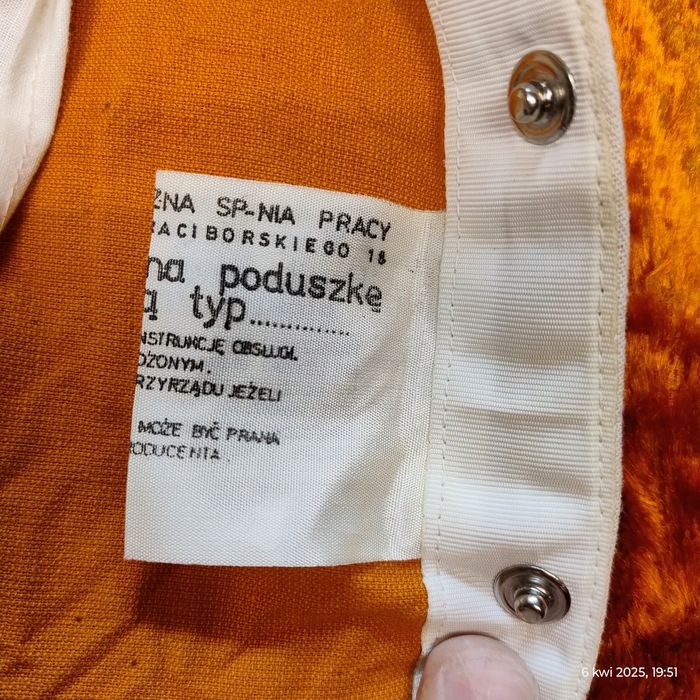 ŻNA SP-NIA PRACY
RACIBORSKIEGO 18
na poduszkę
ą typ..............
NSTRUKCJĘ OBSŁUGI,
OŻONYM.
RZYRZĄDU JEŻELI
MOŻE BYĆ PRANA
RODUCENTA.
6 kwi 2025, 19:51